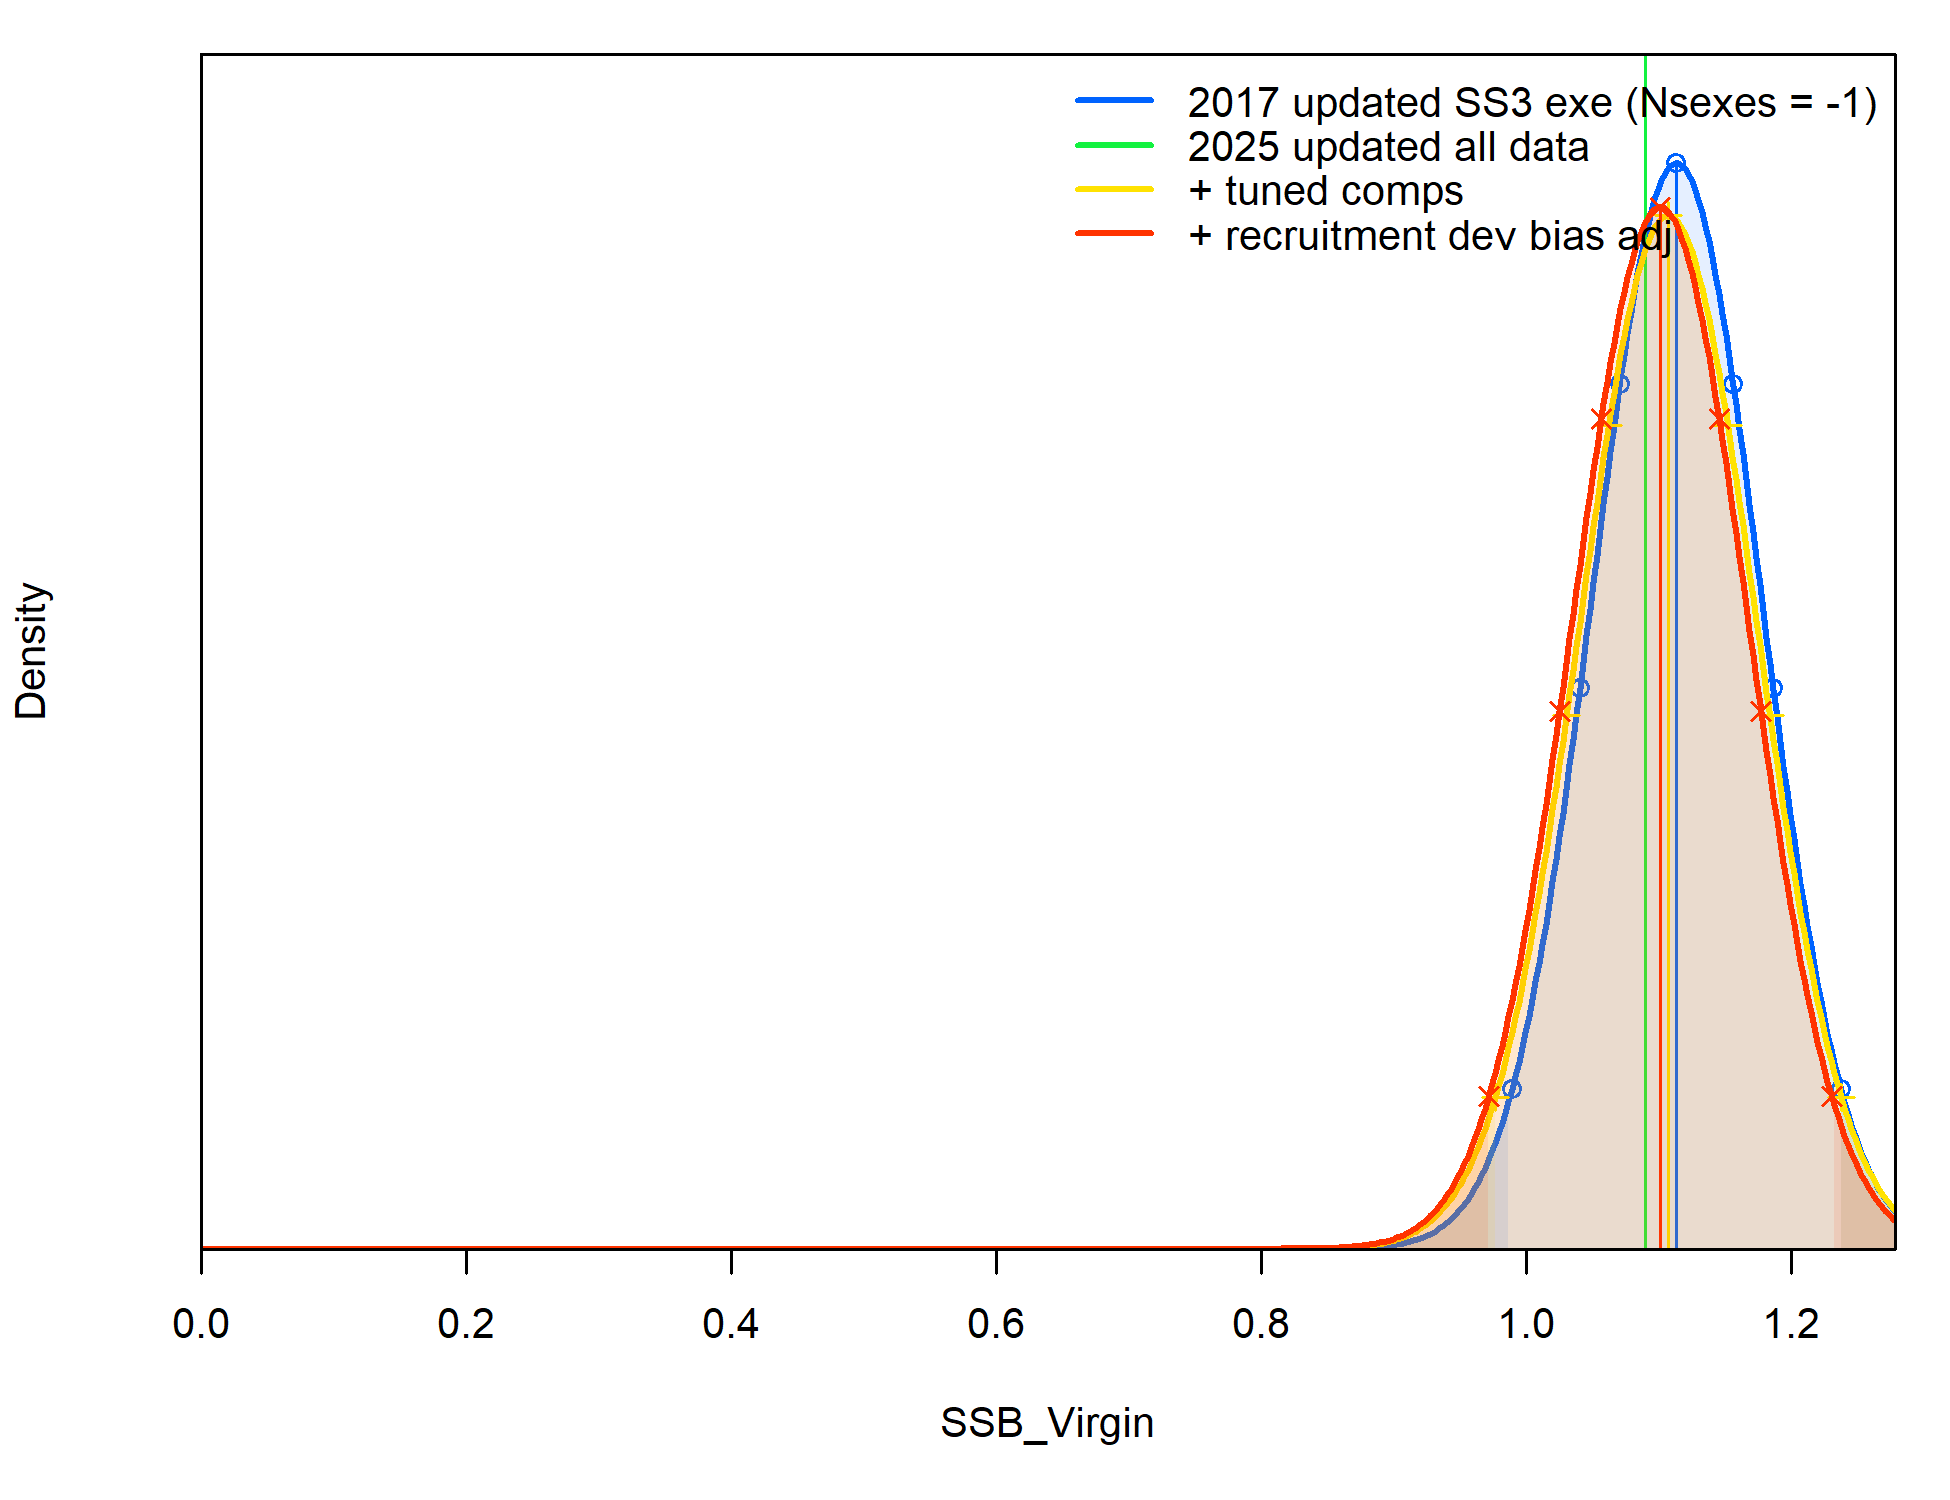 2017 updated SS3 exe (Nsexes = -1)
2025 updated all data
+ tuned comps
+ recruitment dev bias adj
Density
0.0 0.2 0.4 0.6 0.8 1.0 1.2
SSB_Virgin